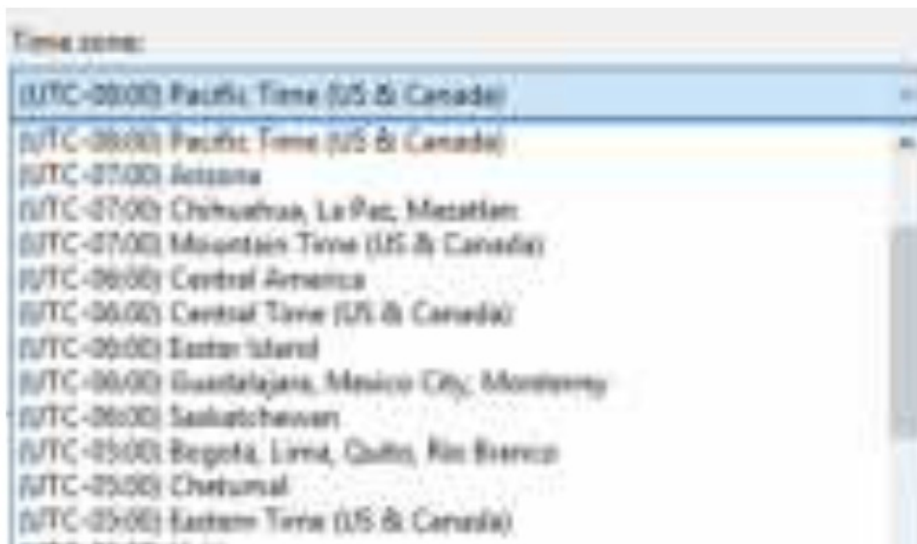 Time zone:
(UTC-08:00) Pacific Time (US & Canada)
(UTC-08:00) Pacific Time (US & Canada)
(UTC-07:00) Arizona
(UTC-07:00) Chihuahua, La Paz, Mazatlan
(UTC-07:00) Mountain Time (US & Canada)
(UTC-06:00) Central America
(UTC-06:00) Central Time (US & Canada)
(UTC-06:00) Easter Island
(UTC-06:00) Guadalajara, Mexico City, Monterrey
(UTC-06:00) Saskatchewan
(UTC-05:00) Bogota, Lima, Quito, Rio Branco
(UTC-05:00) Chetumal
(UTC-05:00) Eastern Time (US & Canada)